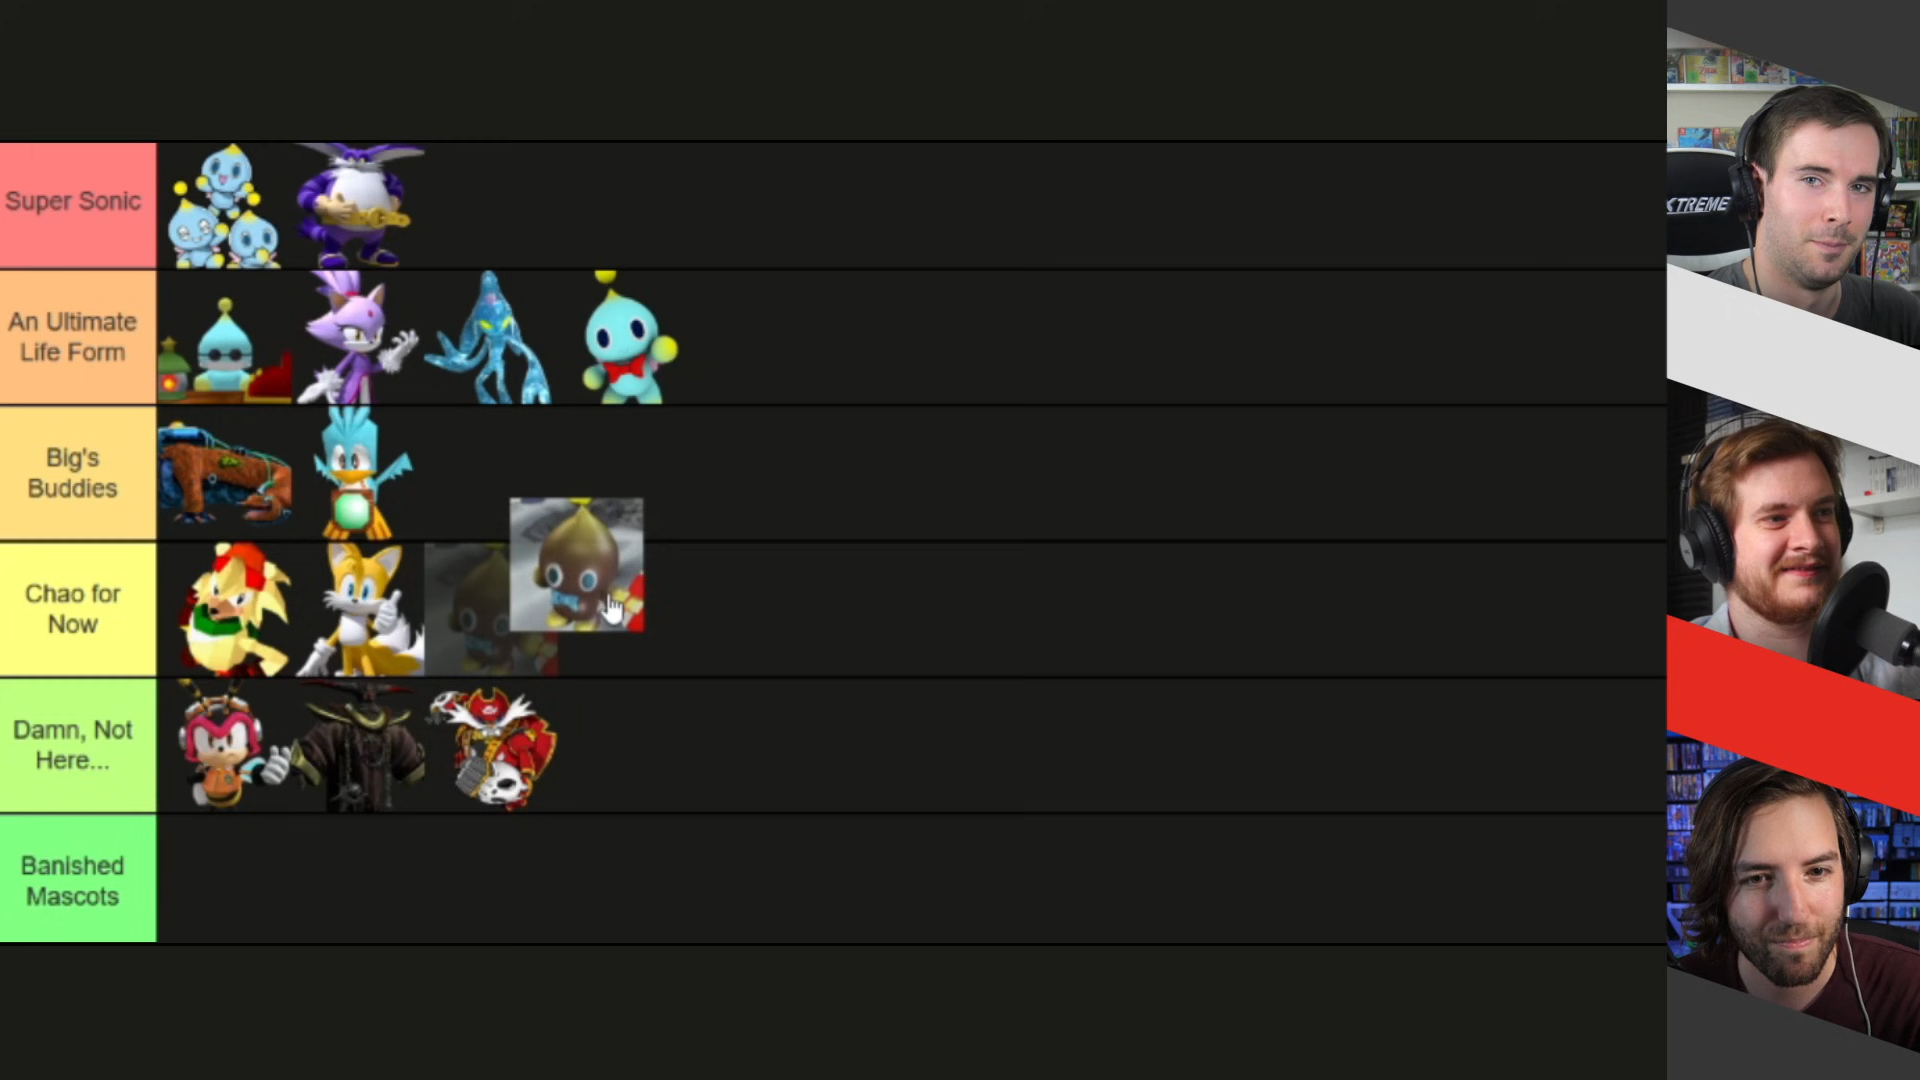 Super Sonic
An Ultimate
Life Form
Big's
Buddies
Chao for
Now
Damn, Not
Here...
Banished
Mascots
XTREME